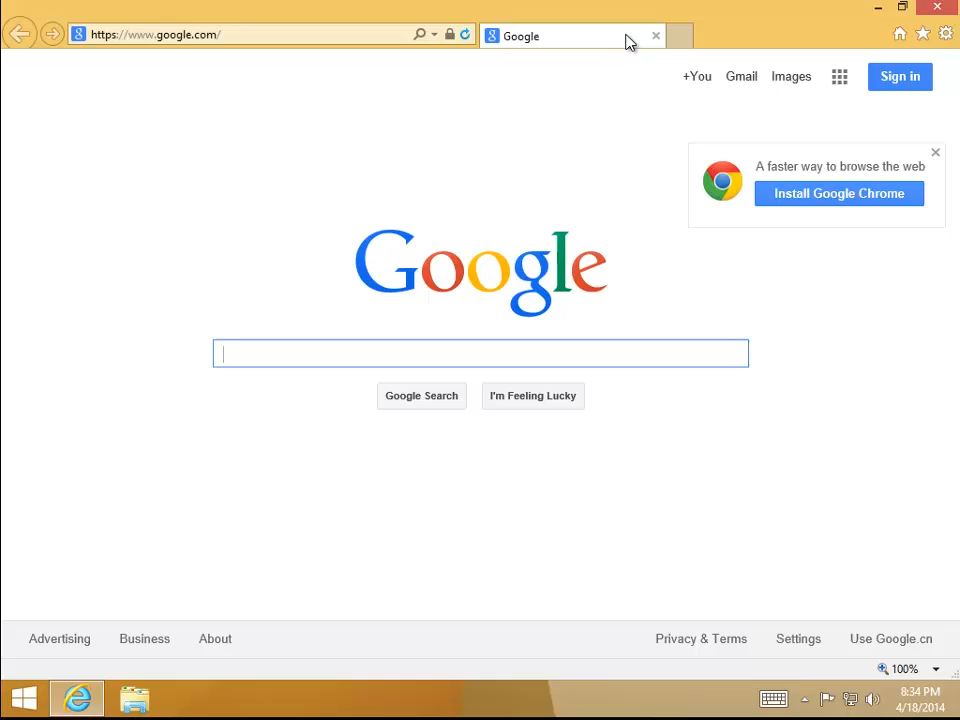 https://www.google.com/
Google
+You Gmail Images Sign in
A faster way to browse the web
Install Google Chrome
Google
Google Search I'm Feeling Lucky
Advertising Business About Privacy & Terms Settings Use Google.cn
100%
8:34 PM
4/18/2014